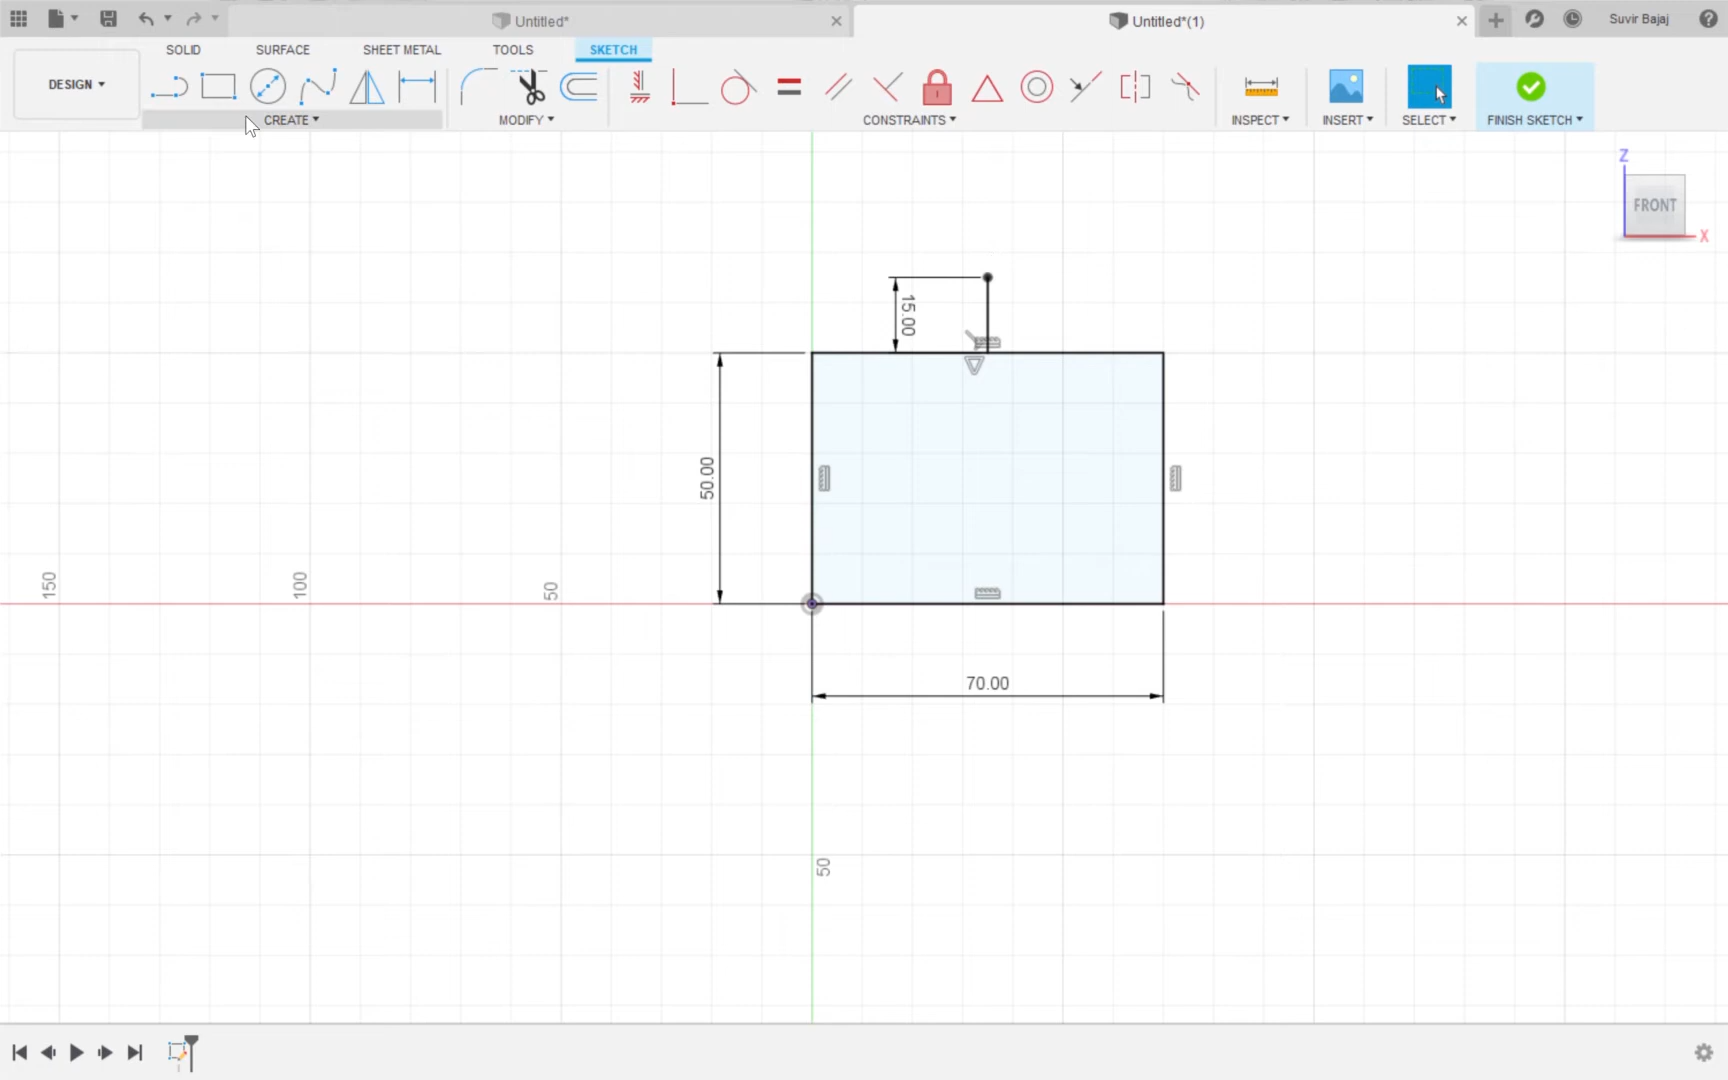 Untitled*
Untitled*(1)
Suvir Bajaj
SOLID
SURFACE
SHEET METAL
TOOLS
SKETCH
DESIGN
CREATE
MODIFY
CONSTRAINTS
INSPECT
INSERT
SELECT
FINISH SKETCH
Z
FRONT
X
15.00
50.00
150
100
50
70.00
50